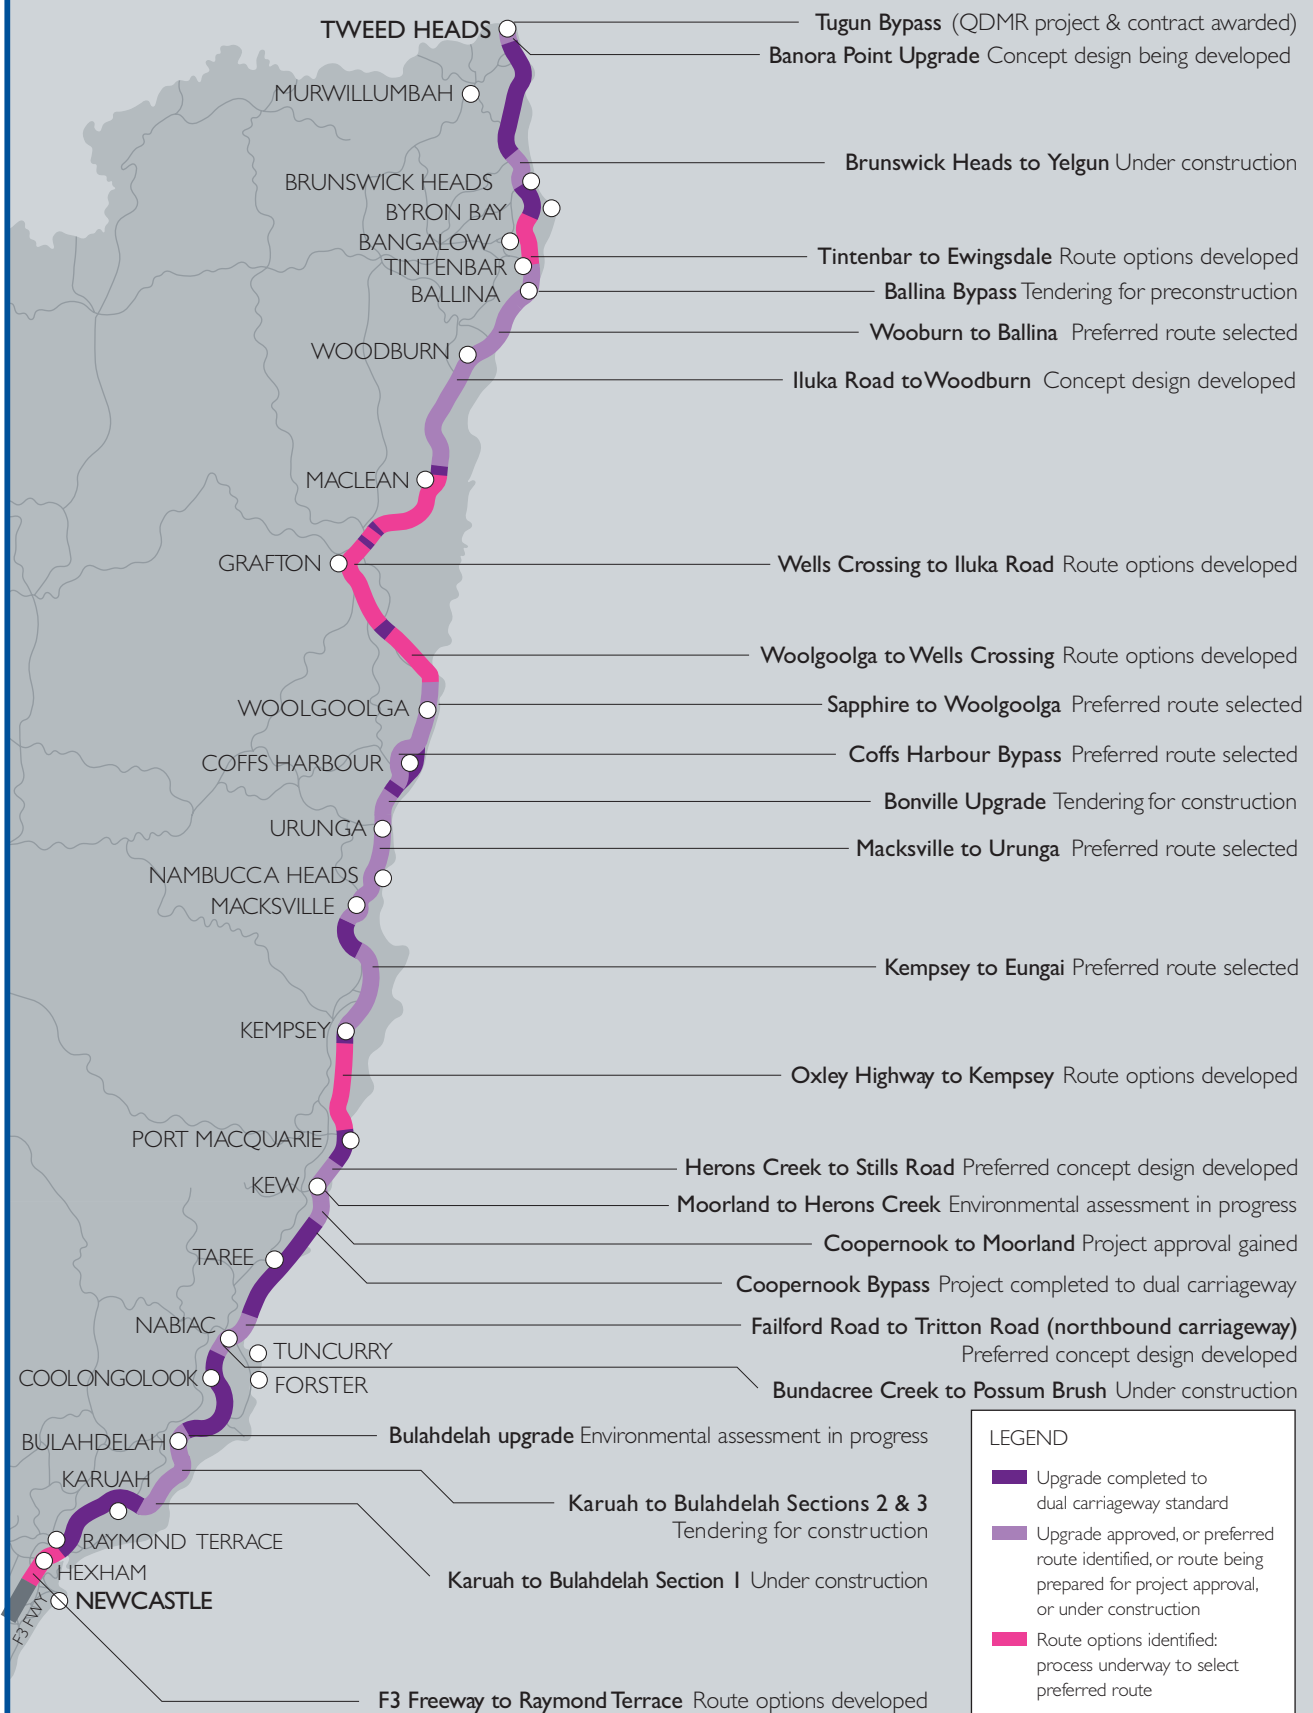 TWEED HEADS
Tugun Bypass (QDMR project & contract awarded)
Banora Point Upgrade Concept design being developed
MURWILLUMBAH
Brunswick Heads to Yelgun Under construction
BRUNSWICK HEADS
BYRON BAY
BANGALOW
Tintenbar to Ewingsdale Route options developed
TINTENBAR
BALLINA
Ballina Bypass Tendering for preconstruction
Wooburn to Ballina Preferred route selected
WOODBURN
Iluka Road to Woodburn Concept design developed
MACLEAN
GRAFTON
Wells Crossing to Iluka Road Route options developed
Woolgoolga to Wells Crossing Route options developed
WOOLGOOLGA
Sapphire to Woolgoolga Preferred route selected
COFFS HARBOUR
Coffs Harbour Bypass Preferred route selected
Bonville Upgrade Tendering for construction
URUNGA
Macksville to Urunga Preferred route selected
NAMBUCCA HEADS
MACKSVILLE
Kempsey to Eungai Preferred route selected
KEMPSEY
Oxley Highway to Kempsey Route options developed
PORT MACQUARIE
Herons Creek to Stills Road Preferred concept design developed
KEW
Moorland to Herons Creek Environmental assessment in progress
Coopernook to Moorland Project approval gained
TAREE
Coopernook Bypass Project completed to dual carriageway
NABIAC
Failford Road to Tritton Road (northbound carriageway)
Preferred concept design developed
TUNCURRY
COOLONGOLOOK
FORSTER
Bundacree Creek to Possum Brush Under construction
BULAHDELAH
Bulahdelah upgrade Environmental assessment in progress
KARUAH
Karuah to Bulahdelah Sections 2 & 3
Tendering for construction
RAYMOND TERRACE
HEXHAM
Karuah to Bulahdelah Section 1 Under construction
NEWCASTLE
F3 FWY
F3 Freeway to Raymond Terrace Route options developed
LEGEND
Upgrade completed to
dual carriageway standard
Upgrade approved, or preferred
route identified, or route being
prepared for project approval,
or under construction
Route options identified:
process underway to select
preferred route